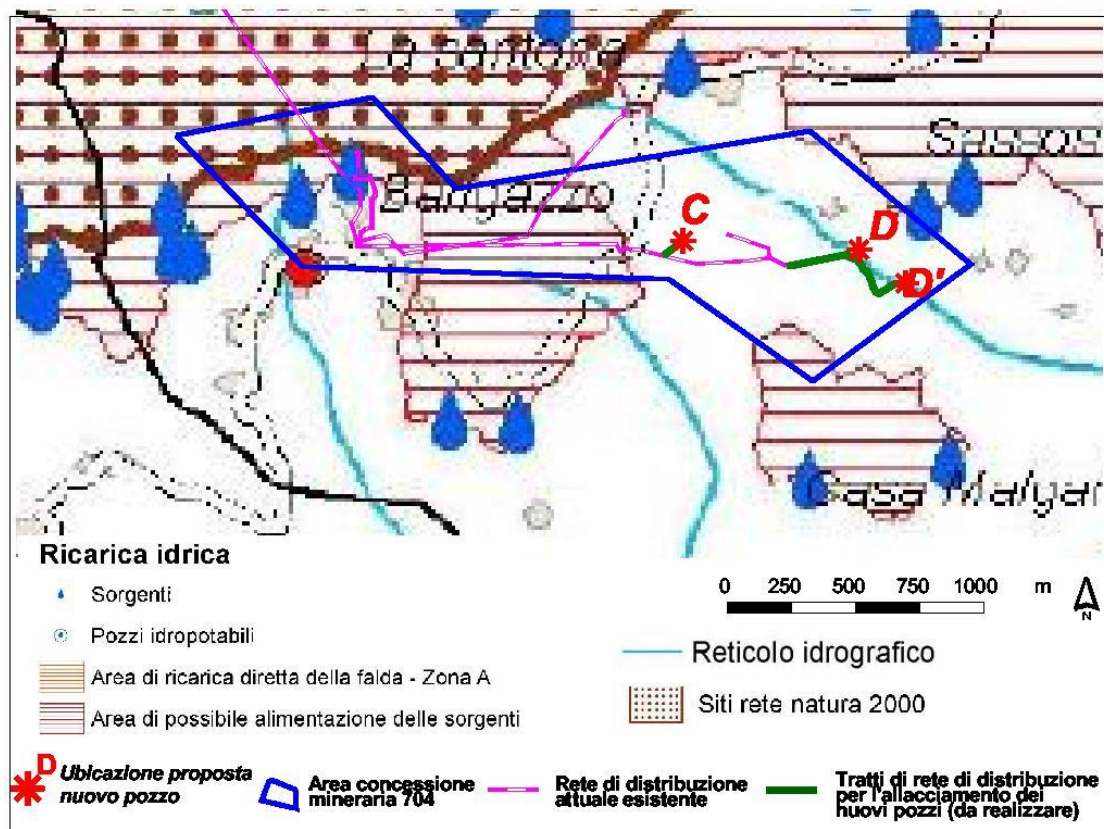 La santona
Sassos
Barigazzo
C
D
D'
Casa Malgar
Ricarica idrica
Sorgenti
Pozzi idropotabili
Area di ricarica diretta della falda - Zona A
Area di possibile alimentazione delle sorgenti
0 250 500 750 1000 m
N
Reticolo idrografico
Siti rete natura 2000
D Ubicazione proposta
nuovo pozzo
Area concessione
mineraria 704
Rete di distribuzione
attuale esistente
Tratti di rete di distribuzione
per l'allacciamento dei
nuovi pozzi (da realizzare)